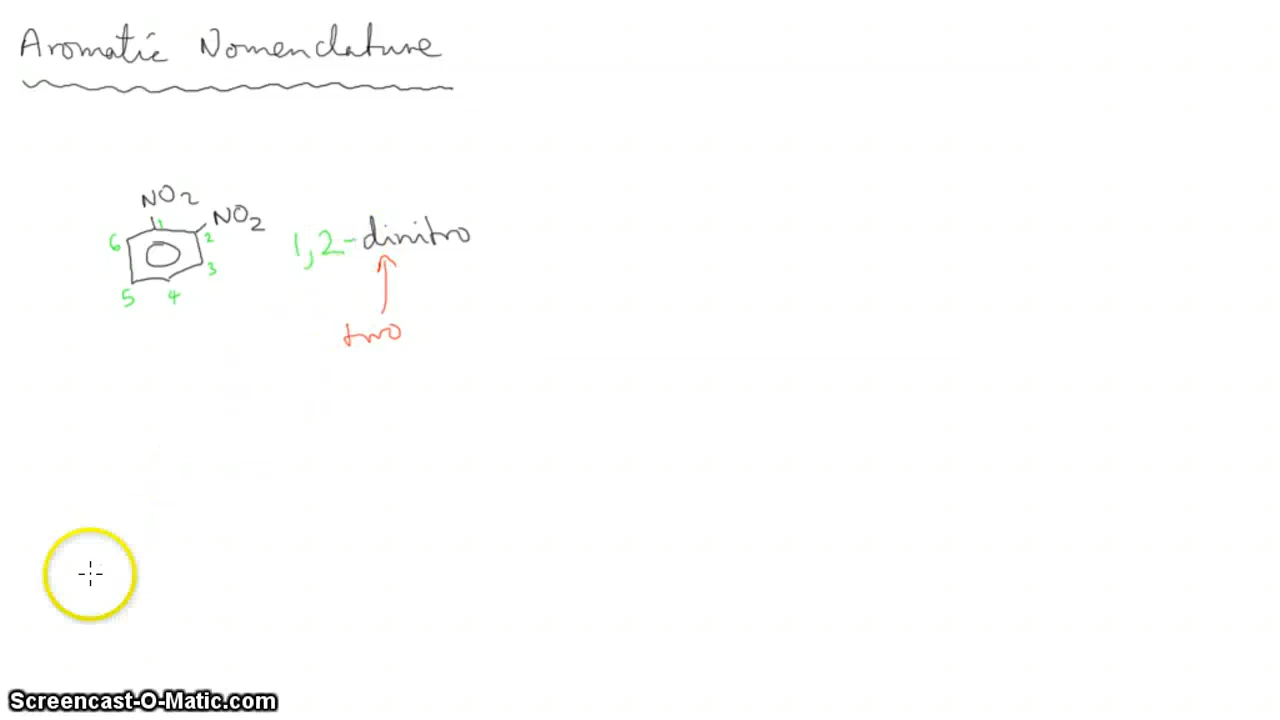 Aromatic Nomenclature
NO2
NO2
1
6
2
3
5
4
1,2-dinitro
two
Screencast-O-Matic.com